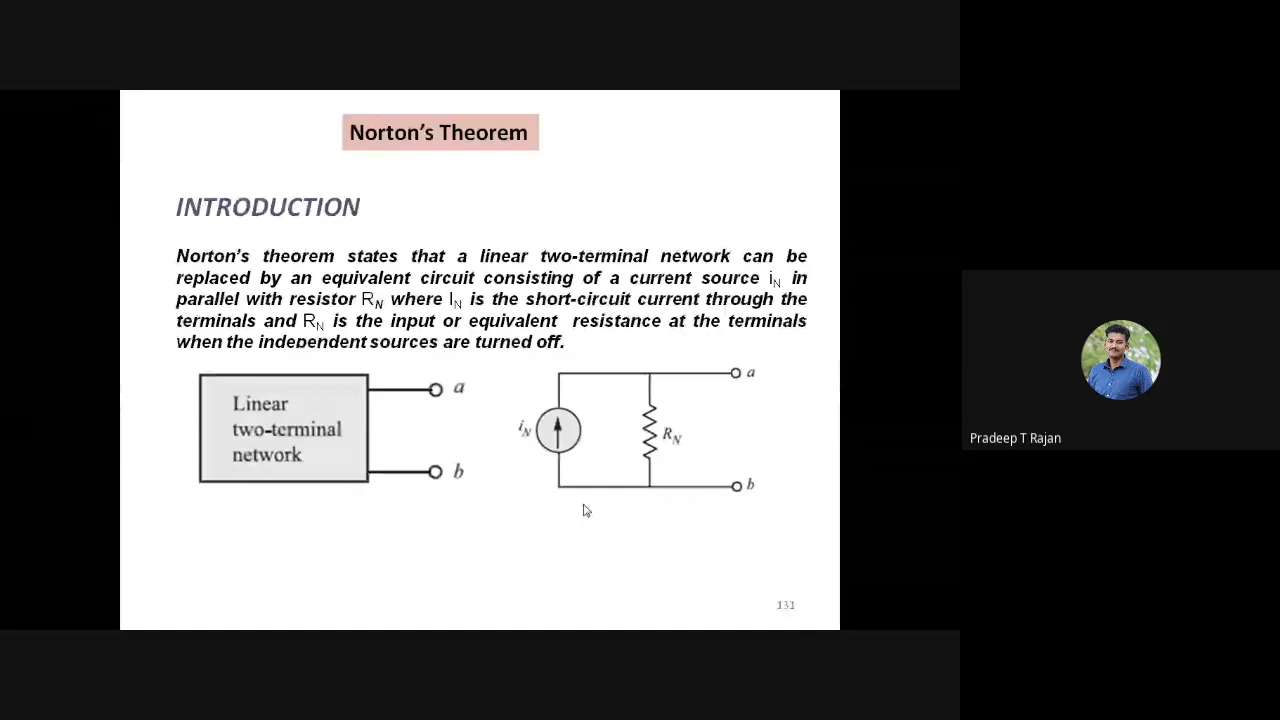 Norton’s Theorem
INTRODUCTION
Norton’s theorem states that a linear two-terminal network can be
replaced by an equivalent circuit consisting of a current source iN in
parallel with resistor RN where IN is the short-circuit current through the
terminals and RN is the input or equivalent resistance at the terminals
when the independent sources are turned off.
Linear
two-terminal
network
a
b
iN
RN
a
b
131
Pradeep T Rajan